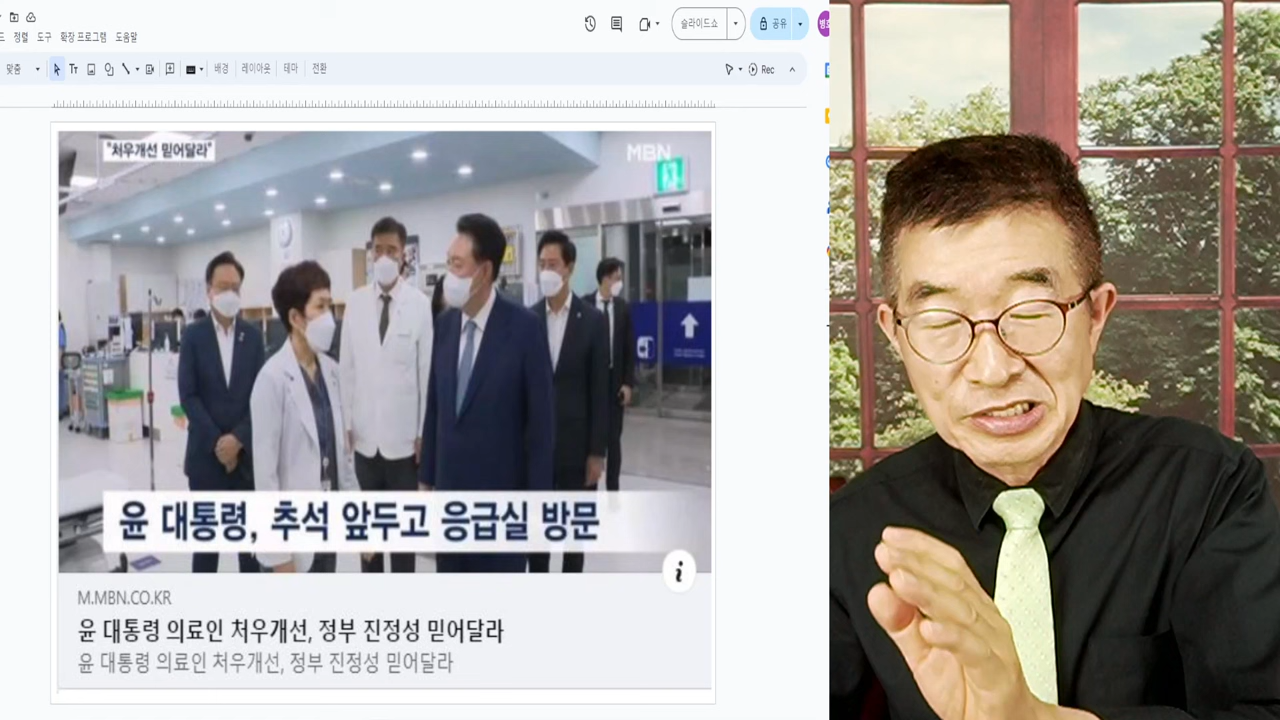 정렬 도구 확장 프로그램 도움말
슬라이드쇼
공유
맞춤
Tт
배경 레이아웃 테마 전환
Rec
"처우개선 믿어달라"
MBN
윤 대통령, 추석 앞두고 응급실 방문
i
M.MBN.CO.KR
윤 대통령 의료인 처우개선, 정부 진정성 믿어달라
윤 대통령 의료인 처우개선, 정부 진정성 믿어달라